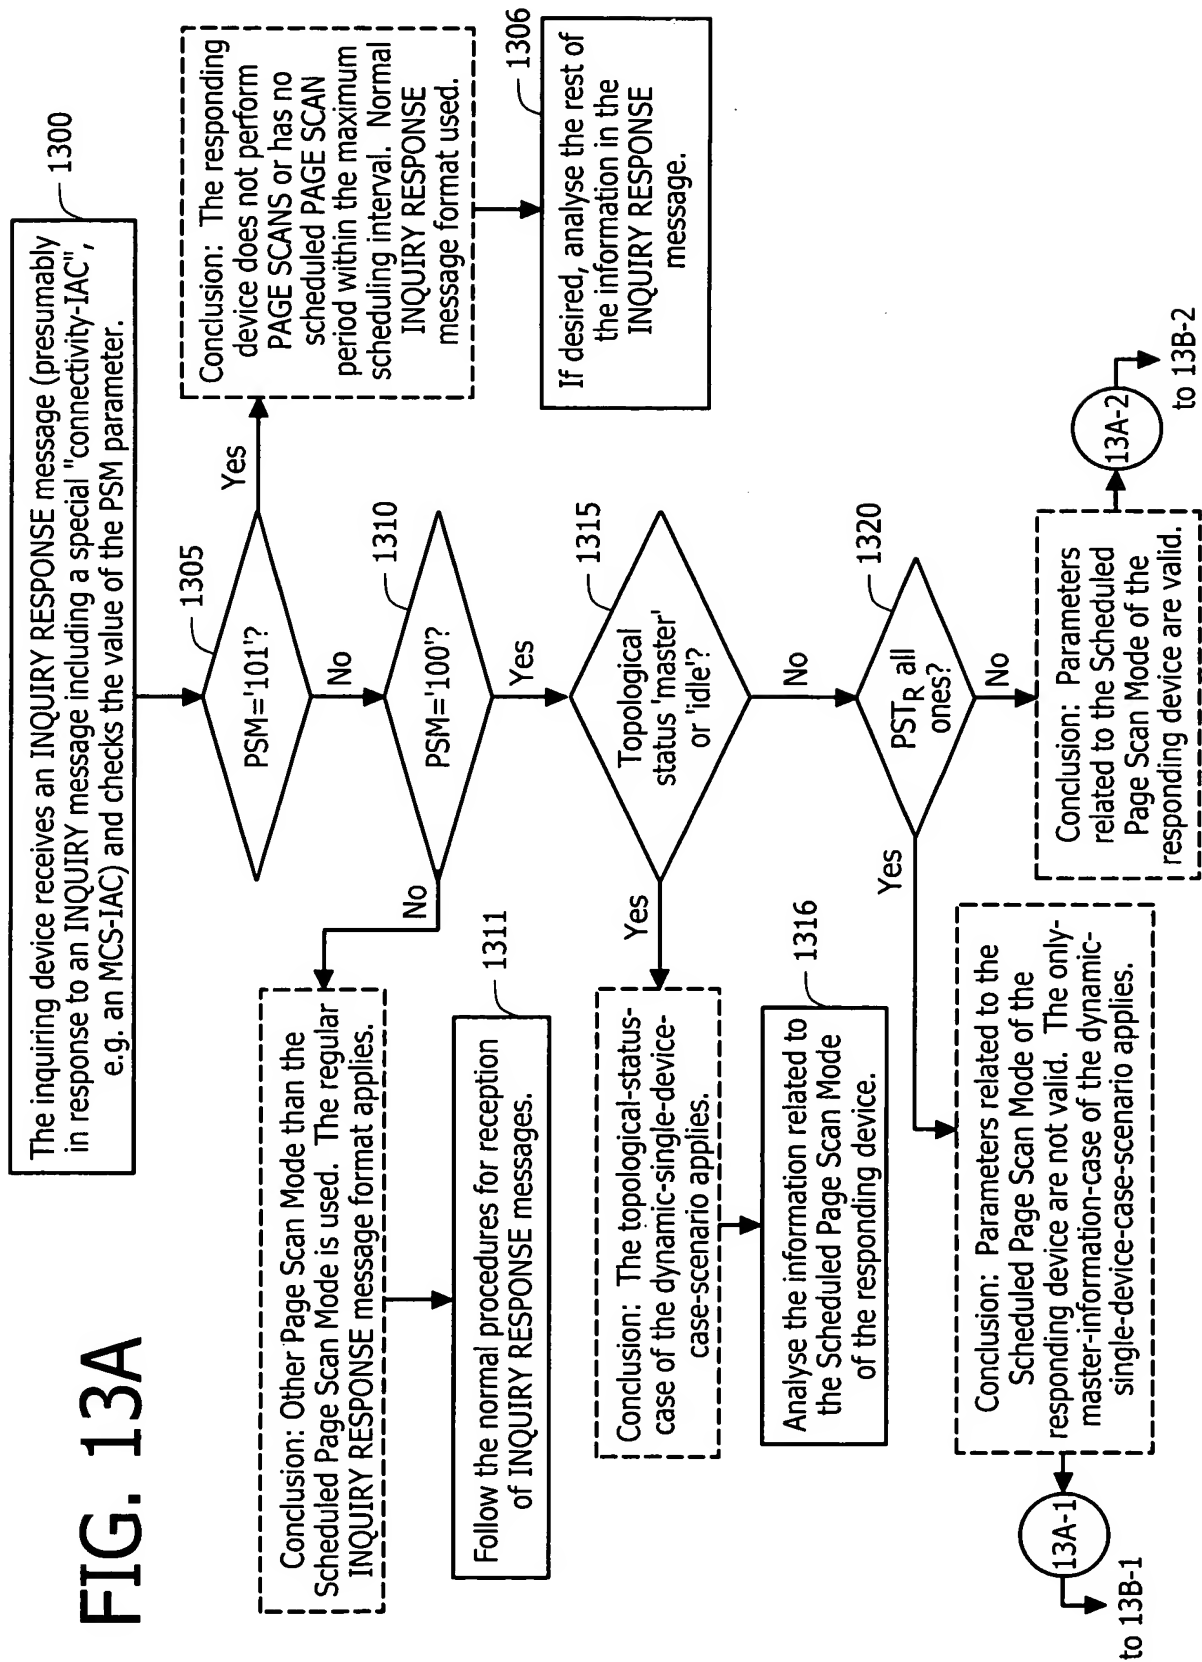 FIG. 13A
1300
The inquiring device receives an INQUIRY RESPONSE message (presumably
in response to an INQUIRY message including a special "connectivity-IAC",
e.g. an MCS-IAC) and checks the value of the PSM parameter.
1305
PSM='101'?
Yes
Conclusion: The responding
device does not perform
PAGE SCANS or has no
scheduled PAGE SCAN
period within the maximum
scheduling interval. Normal
INQUIRY RESPONSE
message format used.
1306
If desired, analyse the rest of
the information in the
INQUIRY RESPONSE
message.
No
1310
PSM='100'?
No
Conclusion: Other Page Scan Mode than the
Scheduled Page Scan Mode is used. The regular
INQUIRY RESPONSE message format applies.
1311
Follow the normal procedures for reception
of INQUIRY RESPONSE messages.
Yes
1315
Topological
status 'master'
or 'idle'?
Yes
Conclusion: The topological-status-
case of the dynamic-single-device-
case-scenario applies.
1316
Analyse the information related to
the Scheduled Page Scan Mode
of the responding device.
No
1320
PSTR all
ones?
Yes
Conclusion: Parameters related to the
Scheduled Page Scan Mode of the
responding device are not valid. The only-
master-information-case of the dynamic-
single-device-case-scenario applies.
13A-1
to 13B-1
No
Conclusion: Parameters
related to the Scheduled
Page Scan Mode of the
responding device are valid.
13A-2
to 13B-2